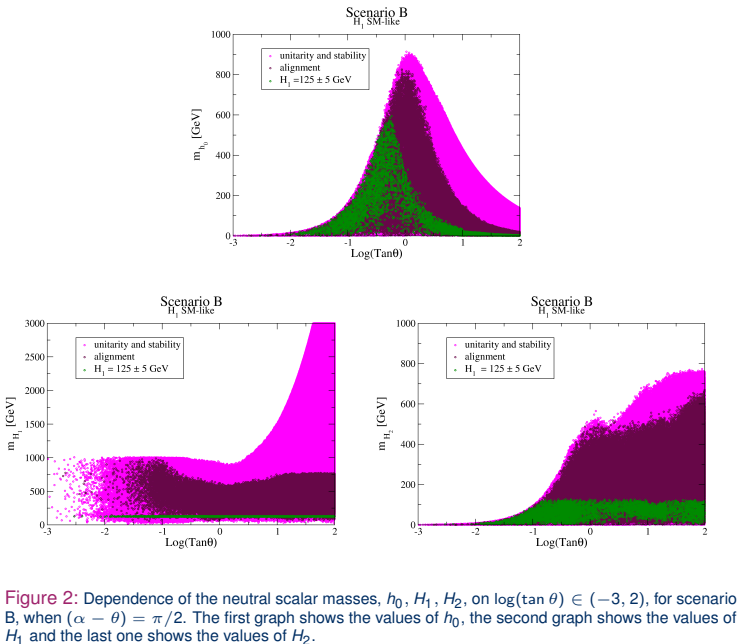 Scenario B
H₁ SM-like
1000
800
600
400
200
0
m h₀ [GeV]
unitarity and stability
alignment
H₁ =125 ± 5 GeV
-3 -2 -1 0 1 2
Log(Tanθ)
Scenario B
H₁ SM-like
3000
2500
2000
1500
1000
500
0
m H₁ [GeV]
unitarity and stability
alignment
H₁ = 125 ± 5 GeV
-3 -2 -1 0 1 2
Log(Tanθ)
Scenario B
H₁ SM-like
1000
800
600
400
200
0
m H₂ [GeV]
unitarity and stability
alignment
H₁ = 125 ± 5 GeV
-3 -2 -1 0 1 2
Log(Tanθ)
Figure 2: Dependence of the neutral scalar masses, h₀, H₁, H₂, on log(tan θ) ∈ (−3, 2), for scenario
B, when (α − θ) = π/2. The first graph shows the values of h₀, the second graph shows the values of
H₁ and the last one shows the values of H₂.